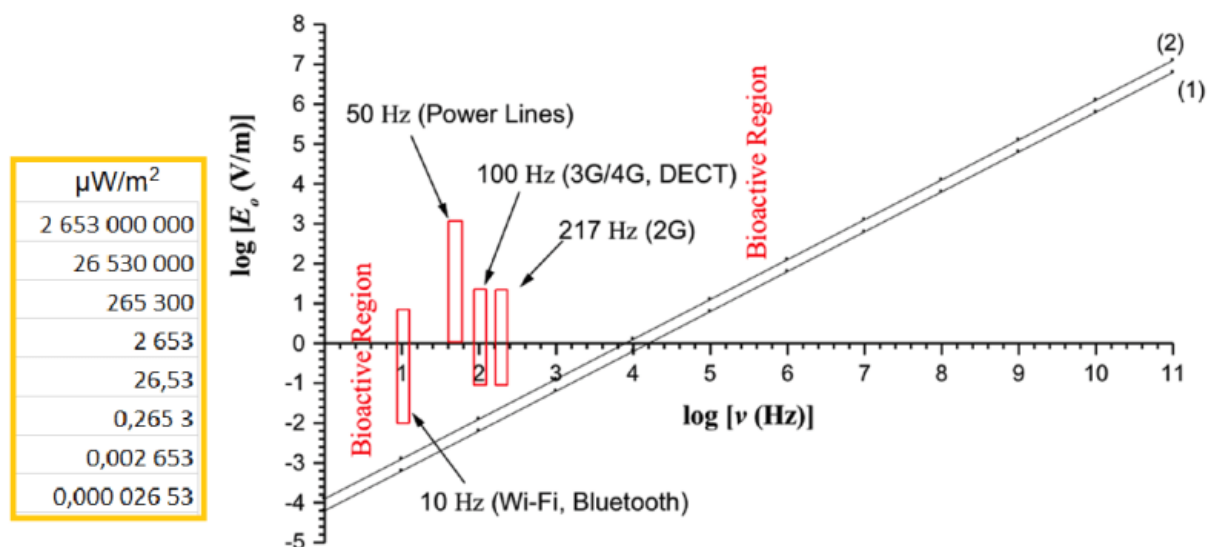 μW/m²
2 653 000 000
26 530 000
265 300
2 653
26,53
0,265 3
0,002 653
0,000 026 53
log [Eₒ (V/m)]
8
7
6
5
4
3
2
1
0
-1
-2
-3
-4
-5
50 Hz (Power Lines)
100 Hz (3G/4G, DECT)
217 Hz (2G)
10 Hz (Wi-Fi, Bluetooth)
Bioactive Region
Bioactive Region
(2)
(1)
1 2 3 4 5 6 7 8 9 10 11
log [ν (Hz)]